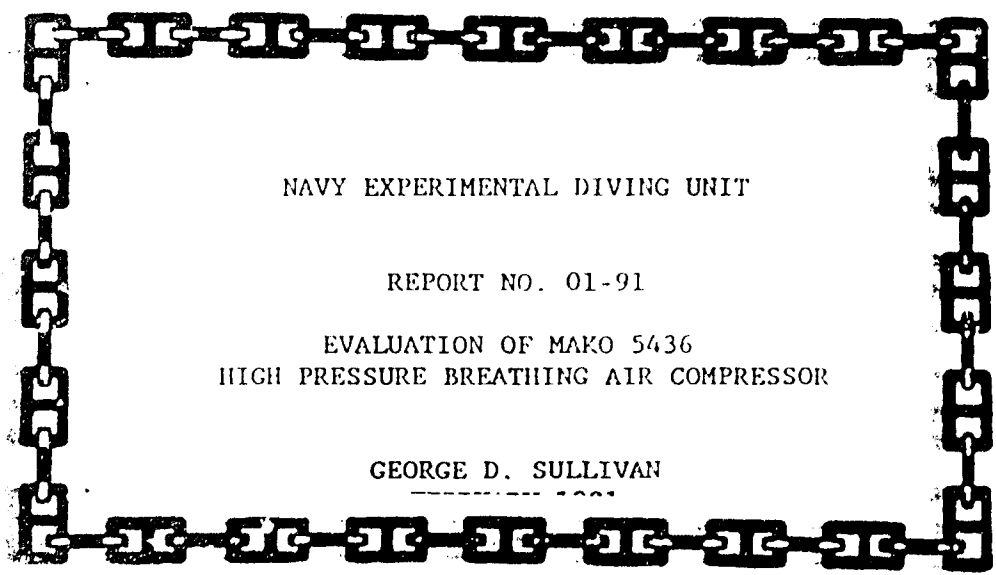 NAVY EXPERIMENTAL DIVING UNIT
REPORT NO. 01-91
EVALUATION OF MAKO 5436
HIGH PRESSURE BREATHING AIR COMPRESSOR
GEORGE D. SULLIVAN